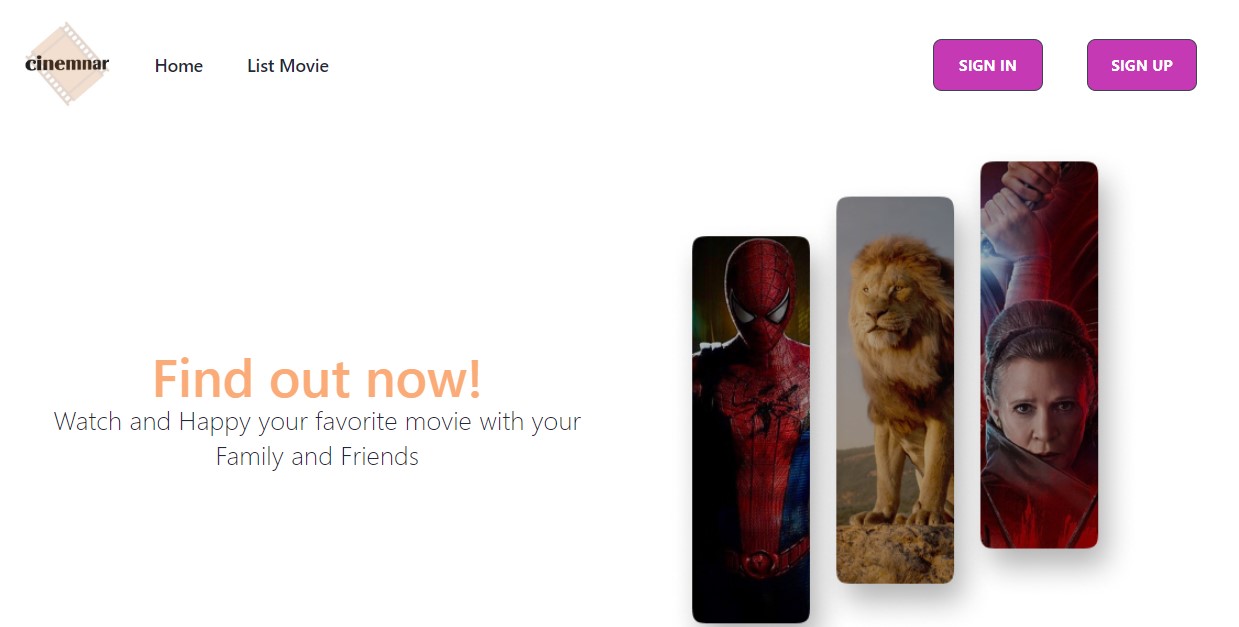 cinemnar
Home
List Movie
SIGN IN
SIGN UP
Find out now!
Watch and Happy your favorite movie with your
Family and Friends